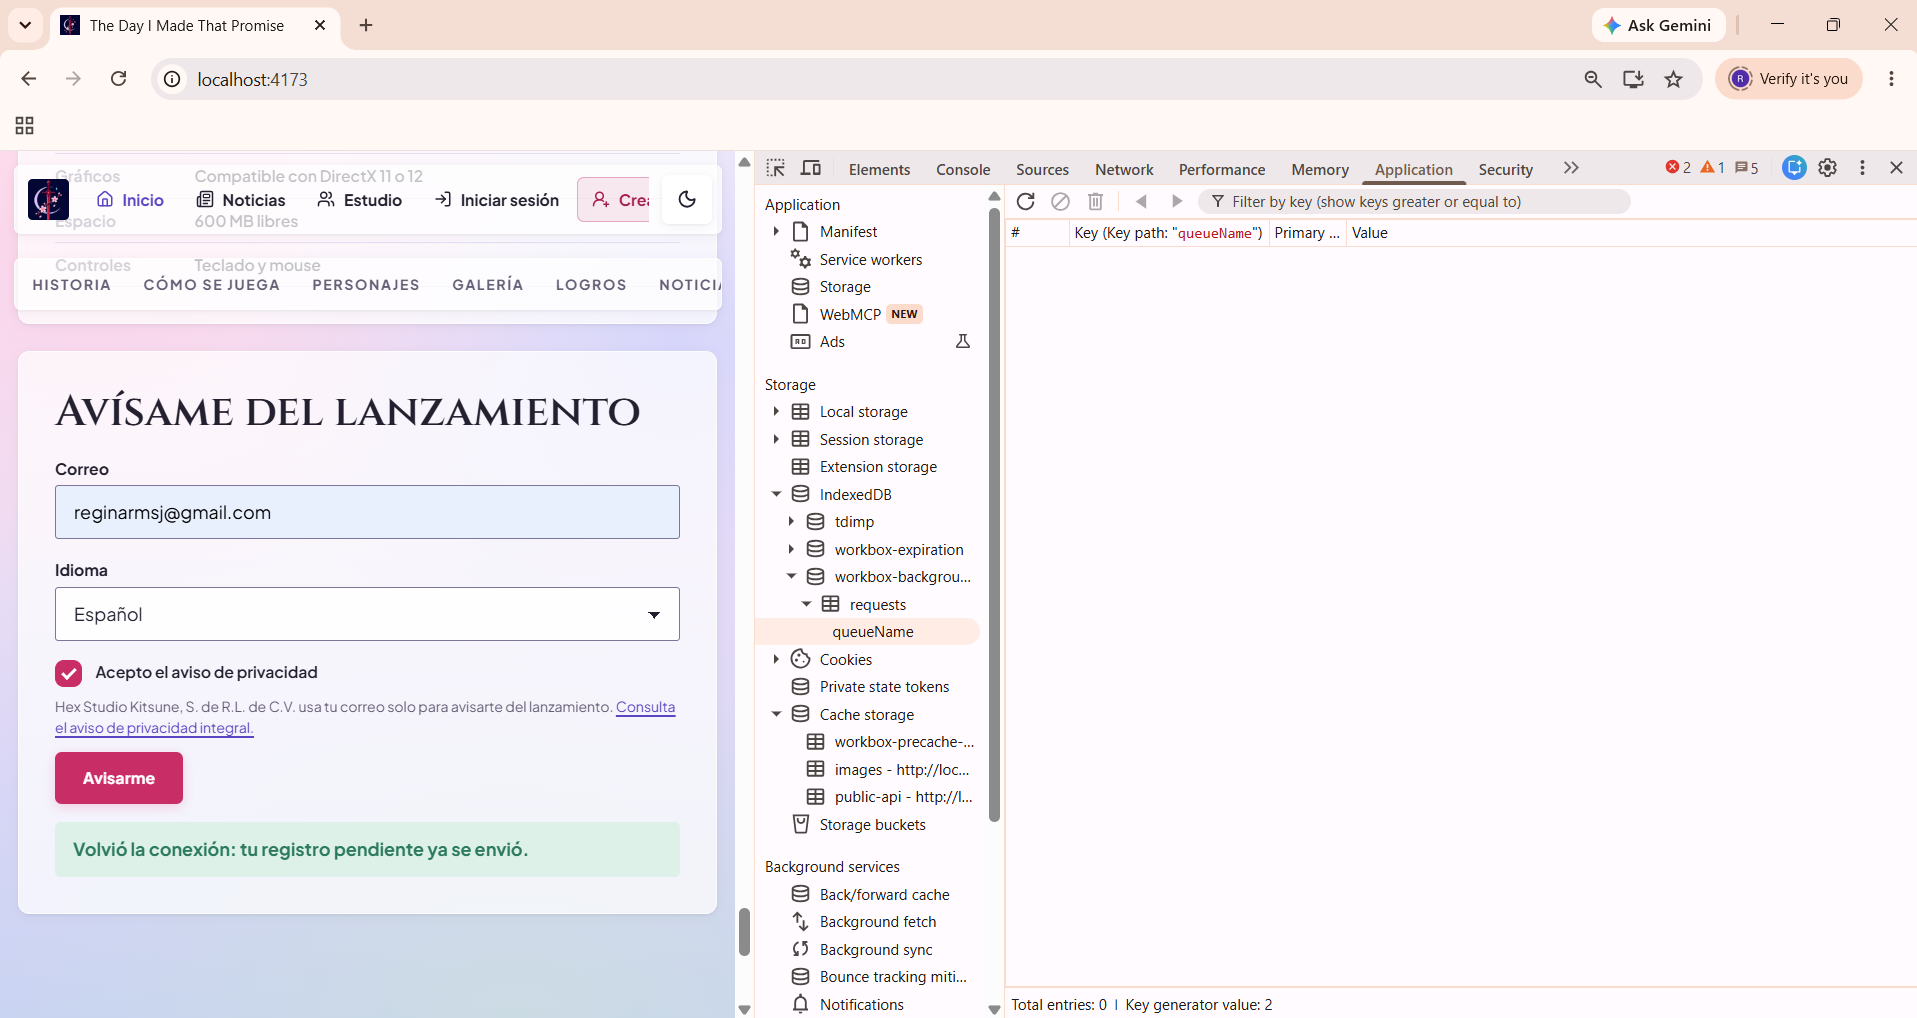 The Day I Made That Promise
Ask Gemini
localhost:4173
R
Verify it's you
Gráficos Compatible con DirectX 11 o 12
Inicio Noticias Estudio Iniciar sesión Crea
Espacio 600 MB libres
Controles Teclado y mouse
HISTORIA CÓMO SE JUEGA PERSONAJES GALERÍA LOGROS NOTICIA
Avísame del lanzamiento
Correo
reginarmsj@gmail.com
Idioma
Español
Acepto el aviso de privacidad
Hex Studio Kitsune, S. de R.L. de C.V. usa tu correo solo para avisarte del lanzamiento. Consulta
el aviso de privacidad integral.
Avisarme
Volvió la conexión: tu registro pendiente ya se envió.
Elements Console Sources Network Performance Memory Application Security 2 1 5
Application
Manifest
Service workers
Storage
WebMCP NEW
Ads
Storage
Local storage
Session storage
Extension storage
IndexedDB
tdimp
workbox-expiration
workbox-backgrou...
requests
queueName
Cookies
Private state tokens
Cache storage
workbox-precache-...
images - http://loc...
public-api - http://l...
Storage buckets
Background services
Back/forward cache
Background fetch
Background sync
Bounce tracking miti...
Notifications
Filter by key (show keys greater or equal to)
# Key (Key path: "queueName") Primary ... Value
Total entries: 0 | Key generator value: 2